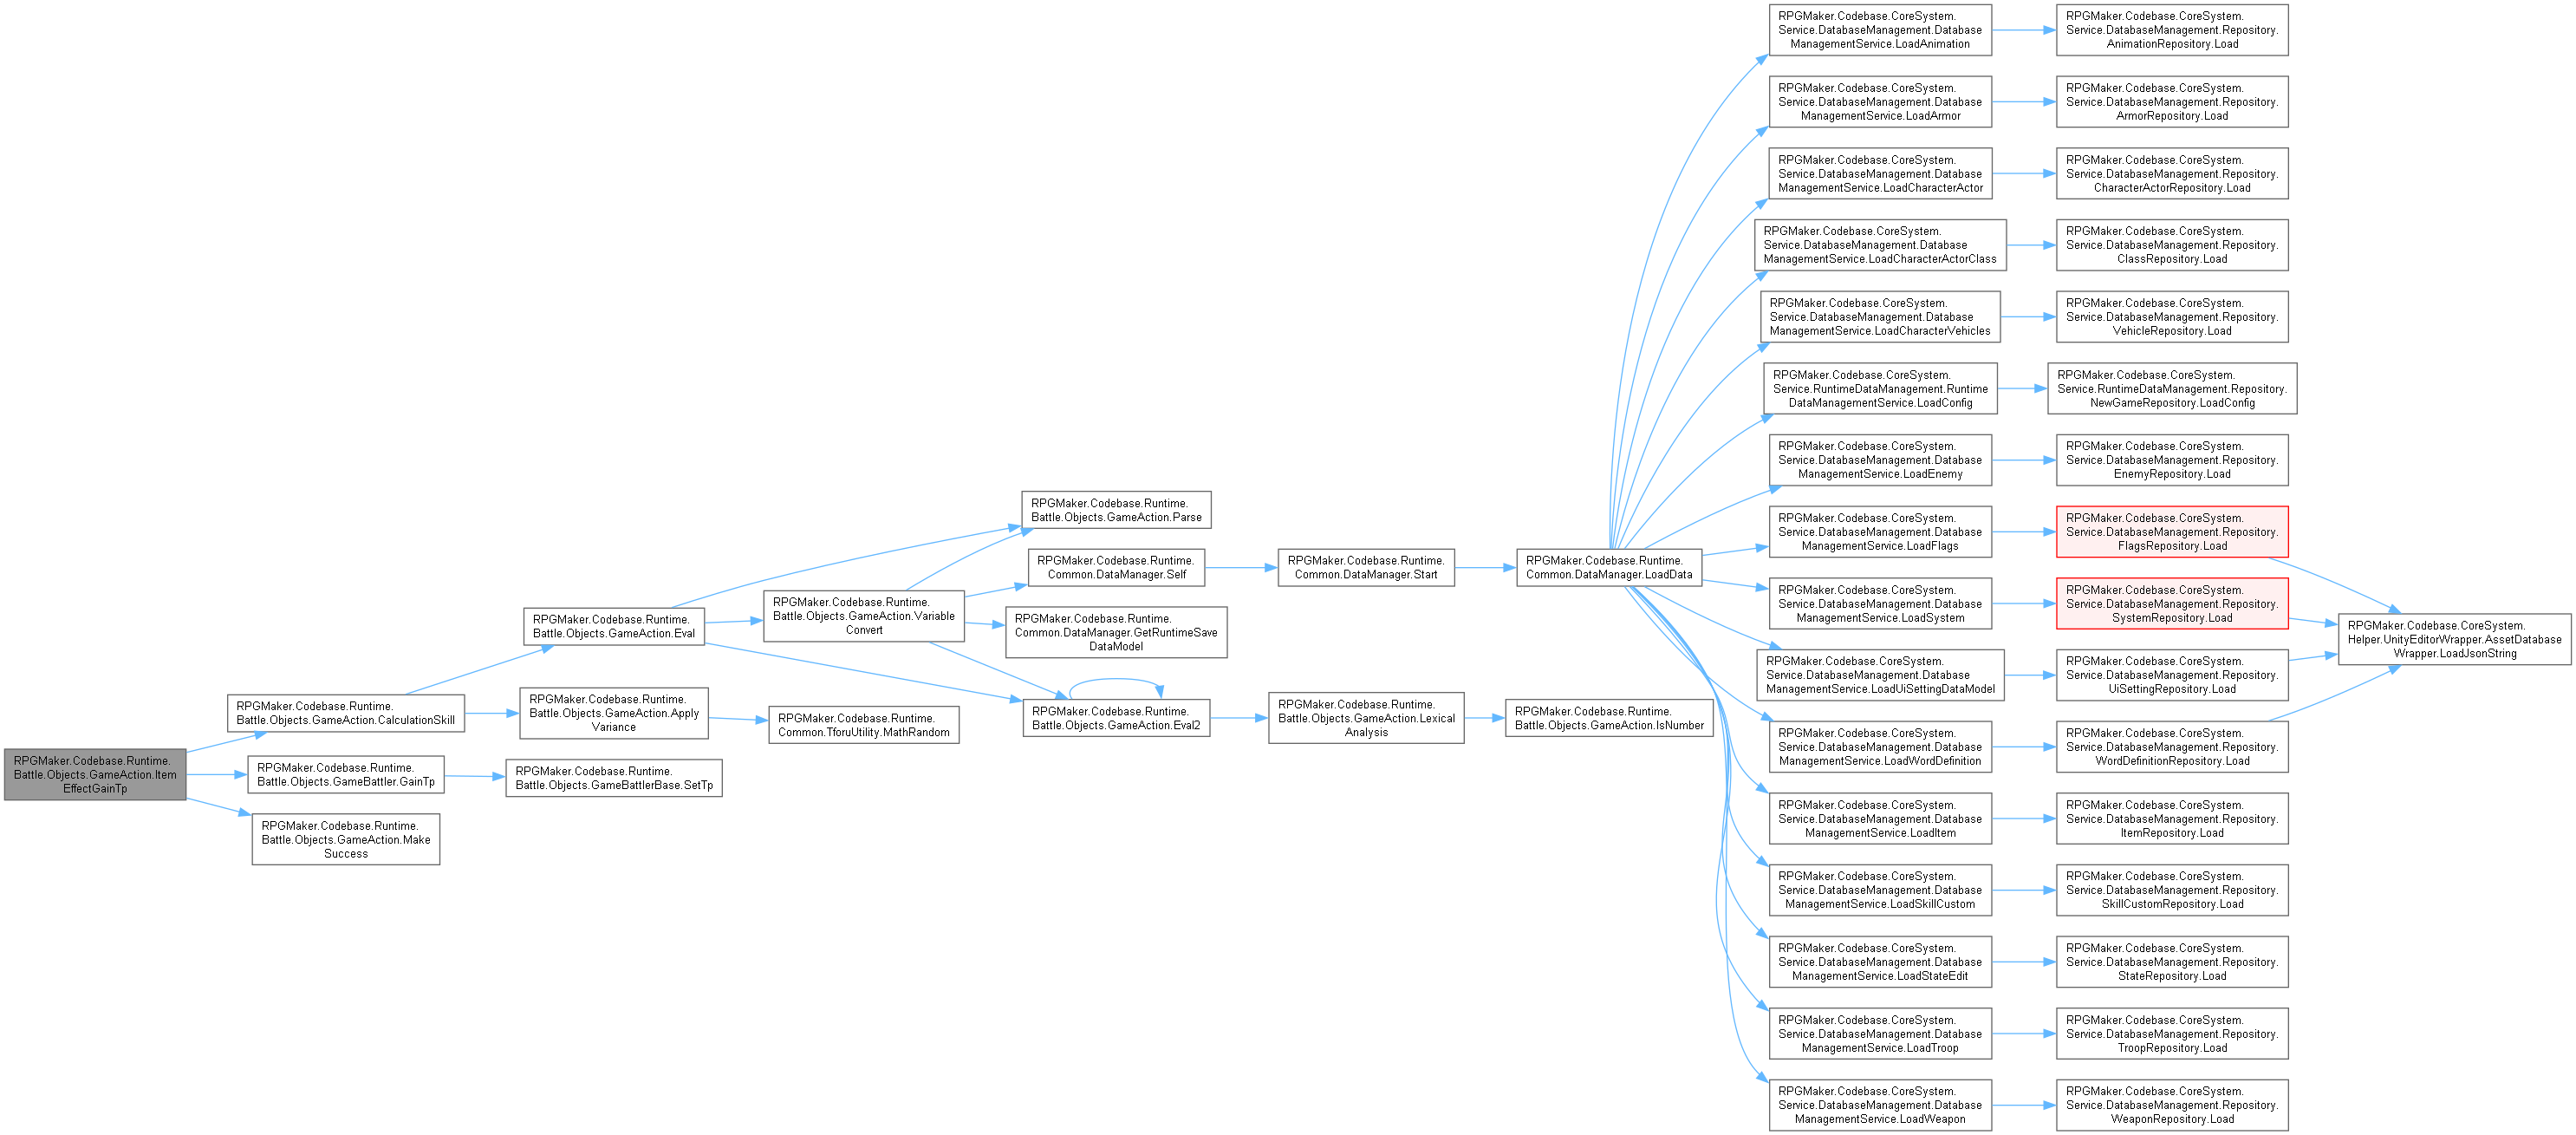 RPGMaker.Codebase.Runtime.
Battle.Objects.GameAction.Item
EffectGainTp
RPGMaker.Codebase.Runtime.
Battle.Objects.GameAction.CalculationSkill
RPGMaker.Codebase.Runtime.
Battle.Objects.GameBattler.GainTp
RPGMaker.Codebase.Runtime.
Battle.Objects.GameAction.Make
Success
RPGMaker.Codebase.Runtime.
Battle.Objects.GameAction.Eval
RPGMaker.Codebase.Runtime.
Battle.Objects.GameAction.Apply
Variance
RPGMaker.Codebase.Runtime.
Battle.Objects.GameBattlerBase.SetTp
RPGMaker.Codebase.Runtime.
Battle.Objects.GameAction.Variable
Convert
RPGMaker.Codebase.Runtime.
Common.TforuUtility.MathRandom
RPGMaker.Codebase.Runtime.
Battle.Objects.GameAction.Parse
RPGMaker.Codebase.Runtime.
Common.DataManager.Self
RPGMaker.Codebase.Runtime.
Common.DataManager.GetRuntimeSave
DataModel
RPGMaker.Codebase.Runtime.
Battle.Objects.GameAction.Eval2
RPGMaker.Codebase.Runtime.
Common.DataManager.Start
RPGMaker.Codebase.Runtime.
Battle.Objects.GameAction.Lexical
Analysis
RPGMaker.Codebase.Runtime.
Common.DataManager.LoadData
RPGMaker.Codebase.Runtime.
Battle.Objects.GameAction.IsNumber
RPGMaker.Codebase.CoreSystem.
Service.DatabaseManagement.Database
ManagementService.LoadAnimation
RPGMaker.Codebase.CoreSystem.
Service.DatabaseManagement.Repository.
AnimationRepository.Load
RPGMaker.Codebase.CoreSystem.
Service.DatabaseManagement.Database
ManagementService.LoadArmor
RPGMaker.Codebase.CoreSystem.
Service.DatabaseManagement.Repository.
ArmorRepository.Load
RPGMaker.Codebase.CoreSystem.
Service.DatabaseManagement.Database
ManagementService.LoadCharacterActor
RPGMaker.Codebase.CoreSystem.
Service.DatabaseManagement.Repository.
CharacterActorRepository.Load
RPGMaker.Codebase.CoreSystem.
Service.DatabaseManagement.Database
ManagementService.LoadCharacterActorClass
RPGMaker.Codebase.CoreSystem.
Service.DatabaseManagement.Repository.
ClassRepository.Load
RPGMaker.Codebase.CoreSystem.
Service.DatabaseManagement.Database
ManagementService.LoadCharacterVehicles
RPGMaker.Codebase.CoreSystem.
Service.DatabaseManagement.Repository.
VehicleRepository.Load
RPGMaker.Codebase.CoreSystem.
Service.RuntimeDataManagement.Runtime
DataManagementService.LoadConfig
RPGMaker.Codebase.CoreSystem.
Service.RuntimeDataManagement.Repository.
NewGameRepository.LoadConfig
RPGMaker.Codebase.CoreSystem.
Service.DatabaseManagement.Database
ManagementService.LoadEnemy
RPGMaker.Codebase.CoreSystem.
Service.DatabaseManagement.Repository.
EnemyRepository.Load
RPGMaker.Codebase.CoreSystem.
Service.DatabaseManagement.Database
ManagementService.LoadFlags
RPGMaker.Codebase.CoreSystem.
Service.DatabaseManagement.Repository.
FlagsRepository.Load
RPGMaker.Codebase.CoreSystem.
Service.DatabaseManagement.Database
ManagementService.LoadSystem
RPGMaker.Codebase.CoreSystem.
Service.DatabaseManagement.Repository.
SystemRepository.Load
RPGMaker.Codebase.CoreSystem.
Helper.UnityEditorWrapper.AssetDatabase
Wrapper.LoadJsonString
RPGMaker.Codebase.CoreSystem.
Service.DatabaseManagement.Database
ManagementService.LoadUiSettingDataModel
RPGMaker.Codebase.CoreSystem.
Service.DatabaseManagement.Repository.
UiSettingRepository.Load
RPGMaker.Codebase.CoreSystem.
Service.DatabaseManagement.Database
ManagementService.LoadWordDefinition
RPGMaker.Codebase.CoreSystem.
Service.DatabaseManagement.Repository.
WordDefinitionRepository.Load
RPGMaker.Codebase.CoreSystem.
Service.DatabaseManagement.Database
ManagementService.LoadItem
RPGMaker.Codebase.CoreSystem.
Service.DatabaseManagement.Repository.
ItemRepository.Load
RPGMaker.Codebase.CoreSystem.
Service.DatabaseManagement.Database
ManagementService.LoadSkillCustom
RPGMaker.Codebase.CoreSystem.
Service.DatabaseManagement.Repository.
SkillCustomRepository.Load
RPGMaker.Codebase.CoreSystem.
Service.DatabaseManagement.Database
ManagementService.LoadStateEdit
RPGMaker.Codebase.CoreSystem.
Service.DatabaseManagement.Repository.
StateRepository.Load
RPGMaker.Codebase.CoreSystem.
Service.DatabaseManagement.Database
ManagementService.LoadTroop
RPGMaker.Codebase.CoreSystem.
Service.DatabaseManagement.Repository.
TroopRepository.Load
RPGMaker.Codebase.CoreSystem.
Service.DatabaseManagement.Database
ManagementService.LoadWeapon
RPGMaker.Codebase.CoreSystem.
Service.DatabaseManagement.Repository.
WeaponRepository.Load